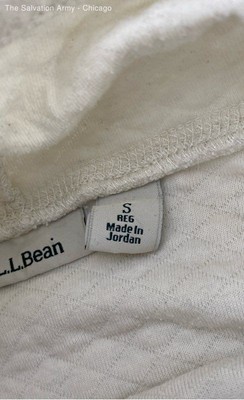 The Salvation Army - Chicago
L.L.Bean
S
REG
Made In
Jordan